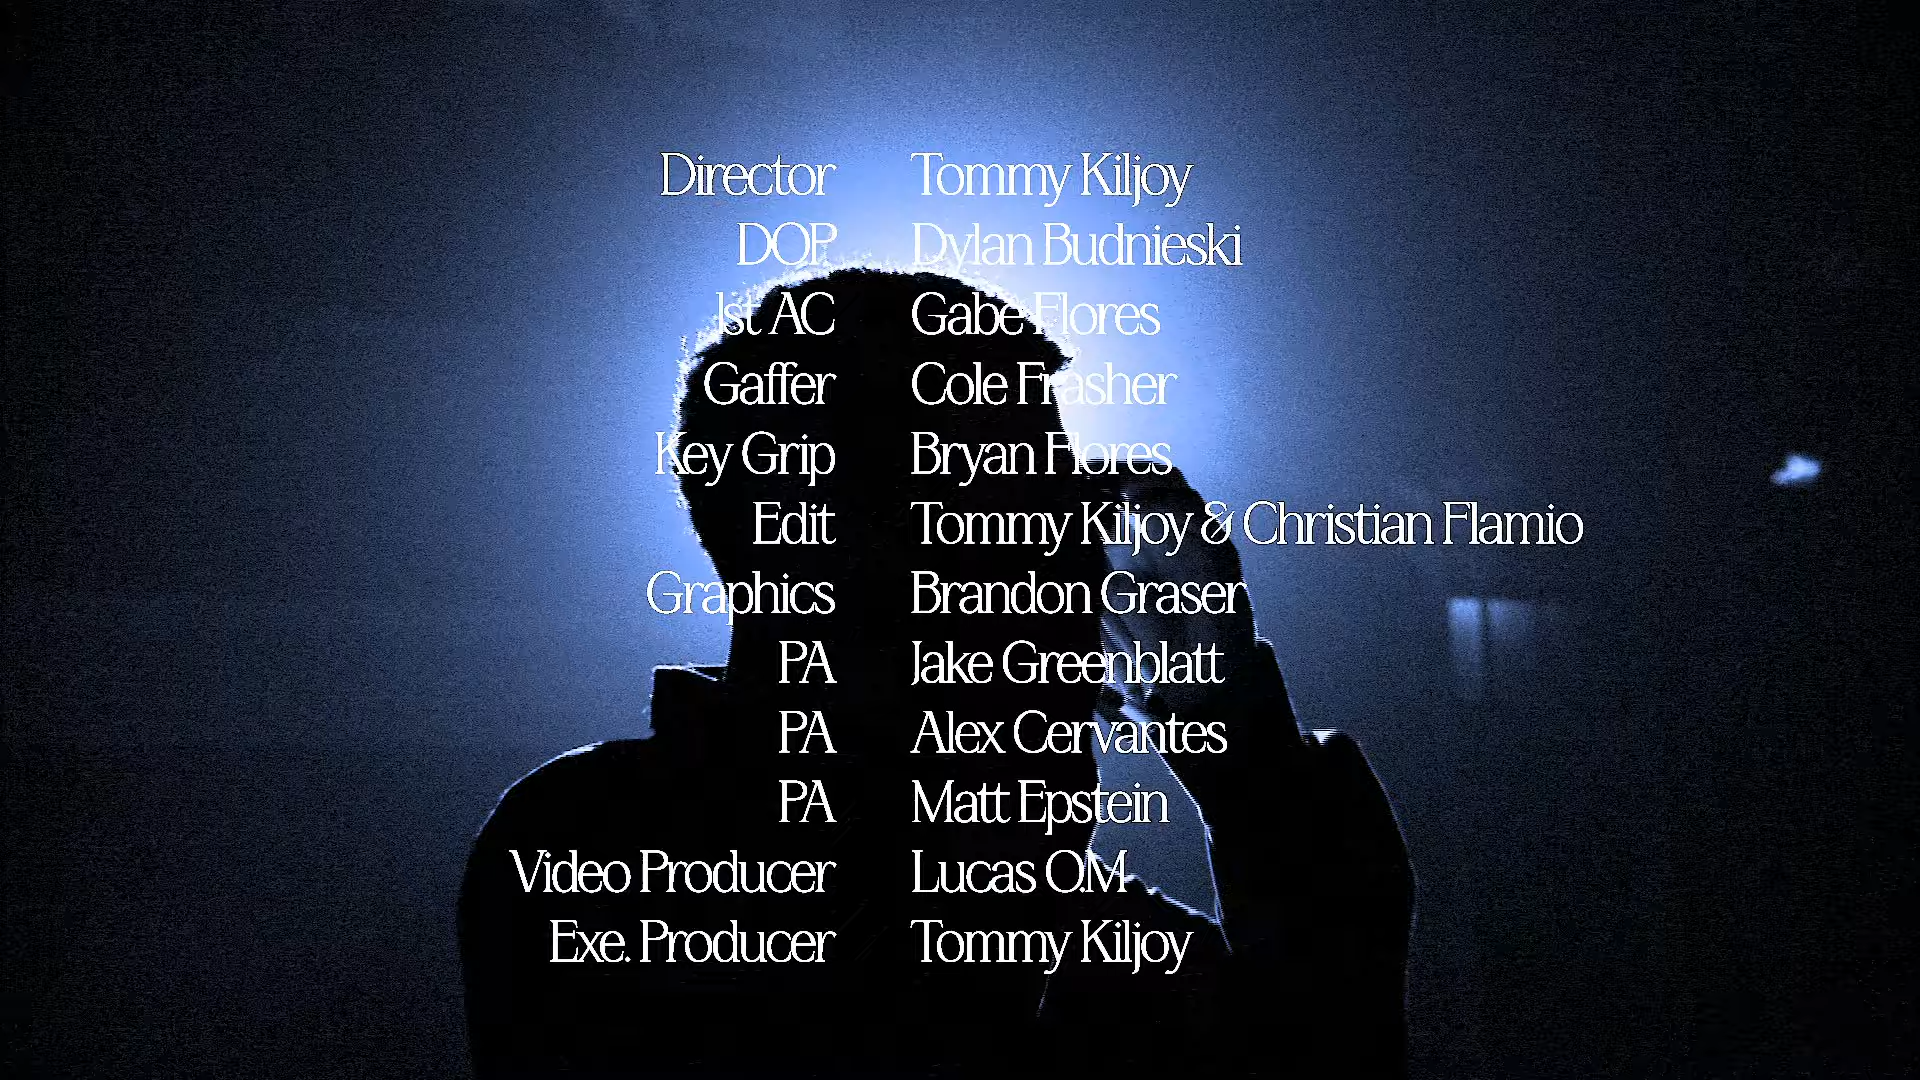 Director Tommy Kiljoy
DOP Dylan Budnieski
1st AC Gabe Flores
Gaffer Cole Frasher
Key Grip Bryan Flores
Edit Tommy Kiljoy & Christian Flamio
Graphics Brandon Graser
PA Jake Greenblatt
PA Alex Cervantes
PA Matt Epstein
Video Producer Lucas O.M
Exe. Producer Tommy Kiljoy